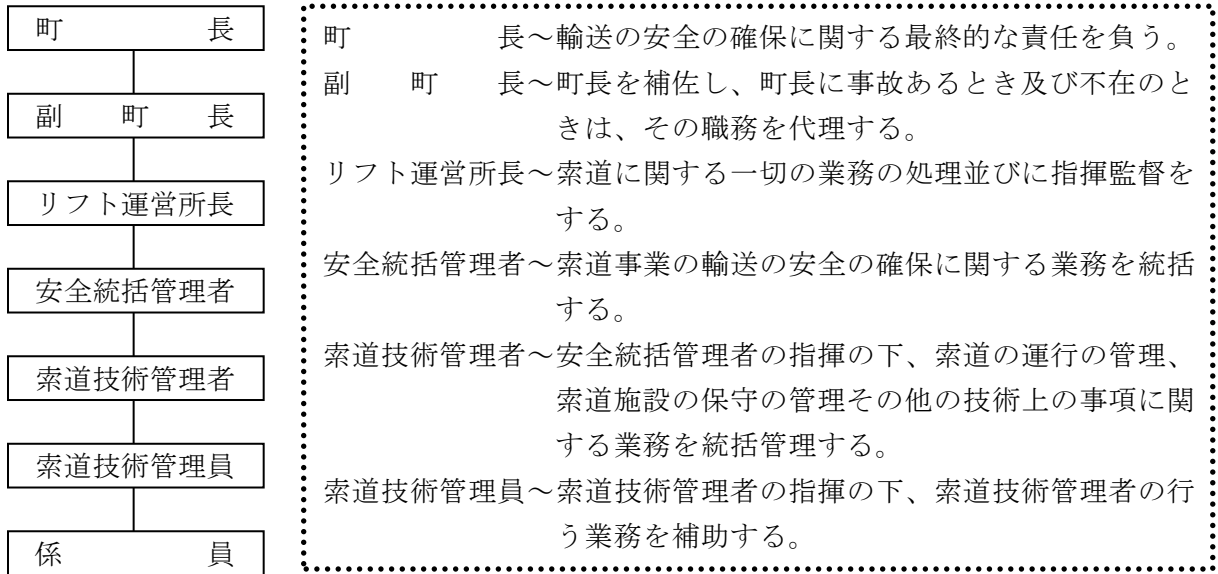 町長
副町長
リフト運営所長
安全統括管理者
索道技術管理者
索道技術管理員
係員
町長～輸送の安全の確保に関する最終的な責任を負う。
副町長～町長を補佐し、町長に事故あるとき及び不在のと
きは、その職務を代理する。
リフト運営所長～索道に関する一切の業務の処理並びに指揮監督を
する。
安全統括管理者～索道事業の輸送の安全の確保に関する業務を統括
する。
索道技術管理者～安全統括管理者の指揮の下、索道の運行の管理、
索道施設の保守の管理その他の技術上の事項に関
する業務を統括管理する。
索道技術管理員～索道技術管理者の指揮の下、索道技術管理者の行
う業務を補助する。